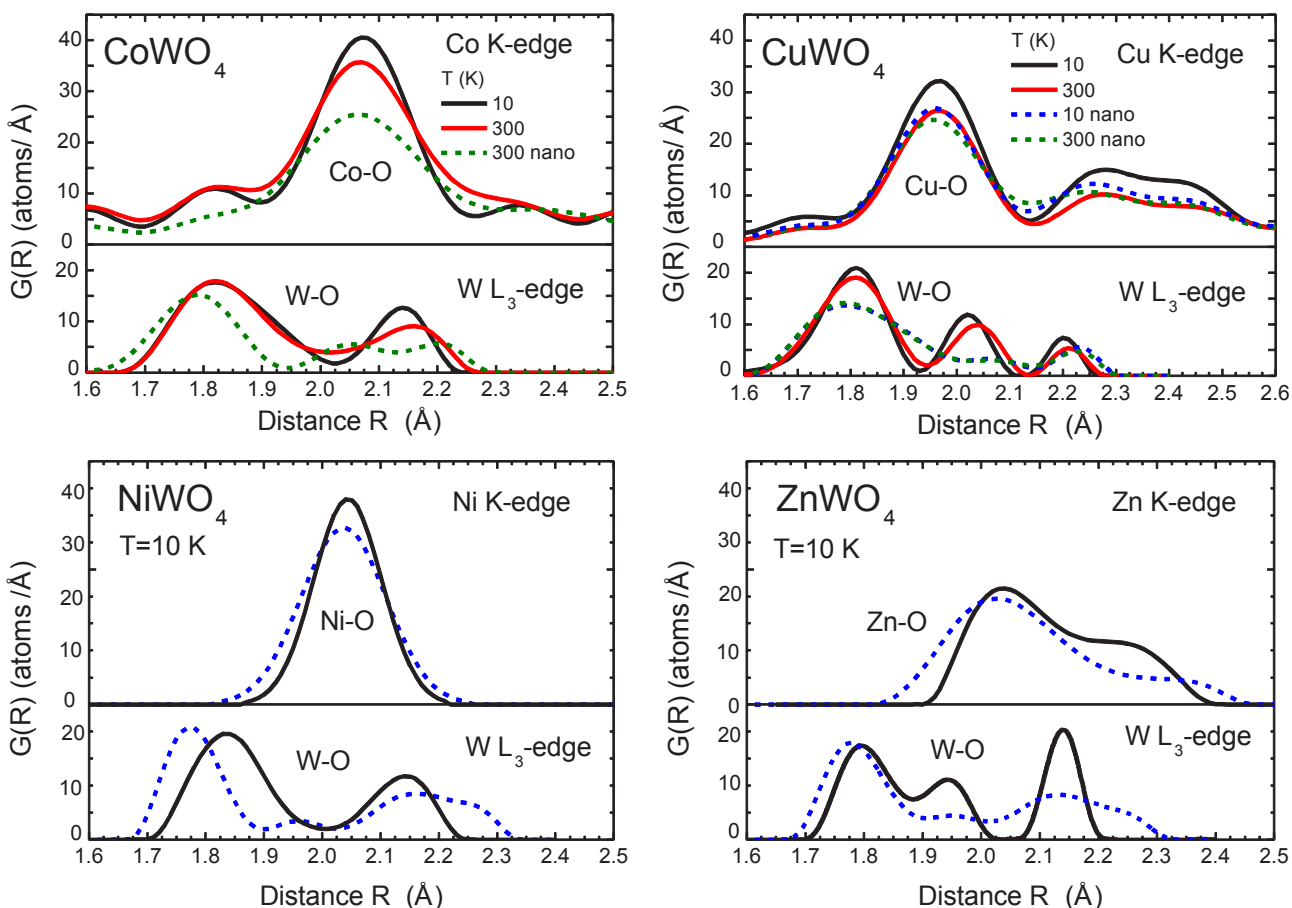 CoWO4
Co K-edge
T (K)
10
300
300 nano
Co-O
40
30
20
10
0
G(R) (atoms/ Å)
W L3-edge
W-O
20
10
0
1.6 1.7 1.8 1.9 2.0 2.1 2.2 2.3 2.4 2.5
Distance R (Å)
CuWO4
Cu K-edge
T (K)
10
300
10 nano
300 nano
Cu-O
40
30
20
10
0
G(R) (atoms/ Å)
W L3-edge
W-O
20
10
0
1.6 1.7 1.8 1.9 2.0 2.1 2.2 2.3 2.4 2.5 2.6
Distance R (Å)
NiWO4
Ni K-edge
T=10 K
Ni-O
40
30
20
10
0
G(R) (atoms /Å)
W L3-edge
W-O
20
10
0
1.6 1.7 1.8 1.9 2.0 2.1 2.2 2.3 2.4 2.5
Distance R (Å)
ZnWO4
Zn K-edge
T=10 K
Zn-O
40
30
20
10
0
G(R) (atoms /Å)
W L3-edge
W-O
20
10
0
1.6 1.7 1.8 1.9 2.0 2.1 2.2 2.3 2.4 2.5
Distance R (Å)